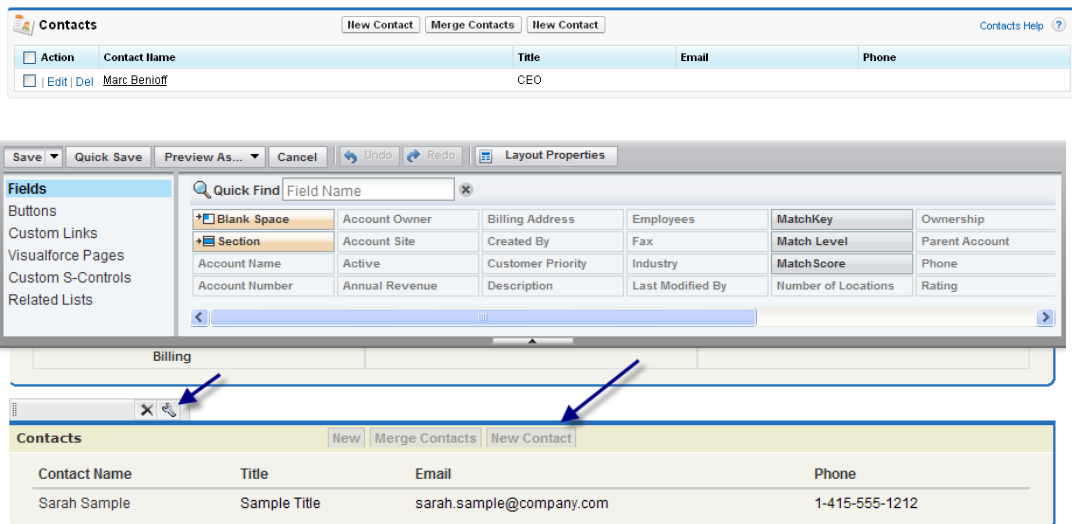 Contacts New Contact Merge Contacts New Contact Contacts Help ?
Action Contact Name Title Email Phone
| Edit | Del Marc Benioff CEO
Save Quick Save Preview As... Cancel Undo Redo Layout Properties
Fields
Buttons
Custom Links
Visualforce Pages
Custom S-Controls
Related Lists
Quick Find Field Name
Blank Space Account Owner Billing Address Employees MatchKey Ownership
Section Account Site Created By Fax Match Level Parent Account
Account Name Active Customer Priority Industry MatchScore Phone
Account Number Annual Revenue Description Last Modified By Number of Locations Rating
Billing
Contacts New Merge Contacts New Contact
Contact Name Title Email Phone
Sarah Sample Sample Title sarah.sample@company.com 1-415-555-1212